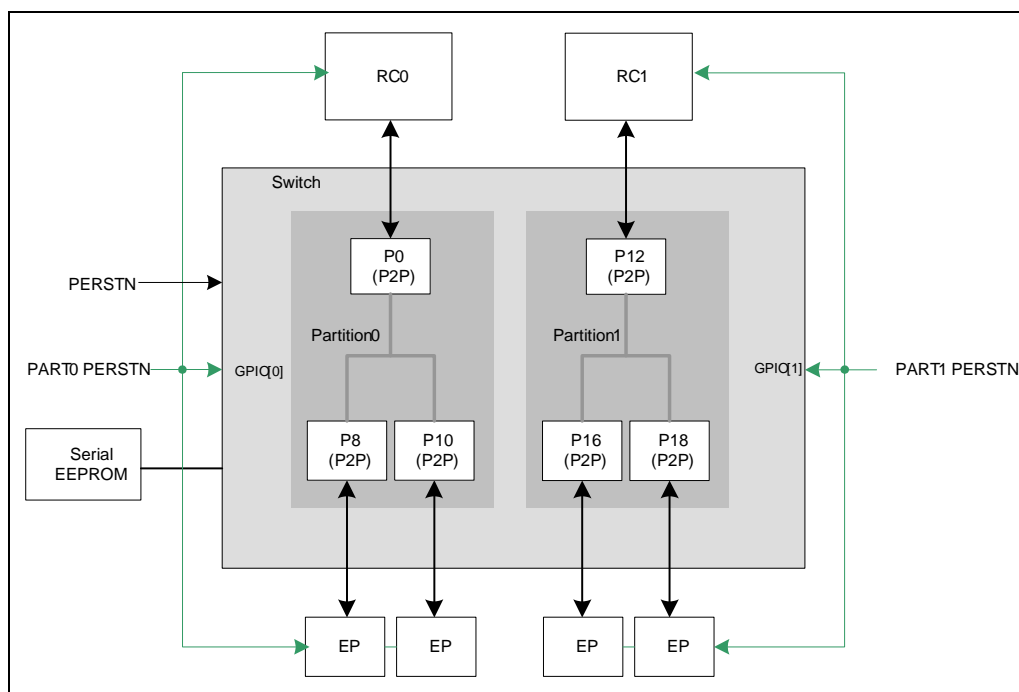 RC0
RC1
Switch
P0
(P2P)
P12
(P2P)
PERSTN
Partition0
Partition1
PART0 PERSTN
GPIO[0]
GPIO[1]
PART1 PERSTN
P8
(P2P)
P10
(P2P)
P16
(P2P)
P18
(P2P)
Serial
EEPROM
EP
EP
EP
EP